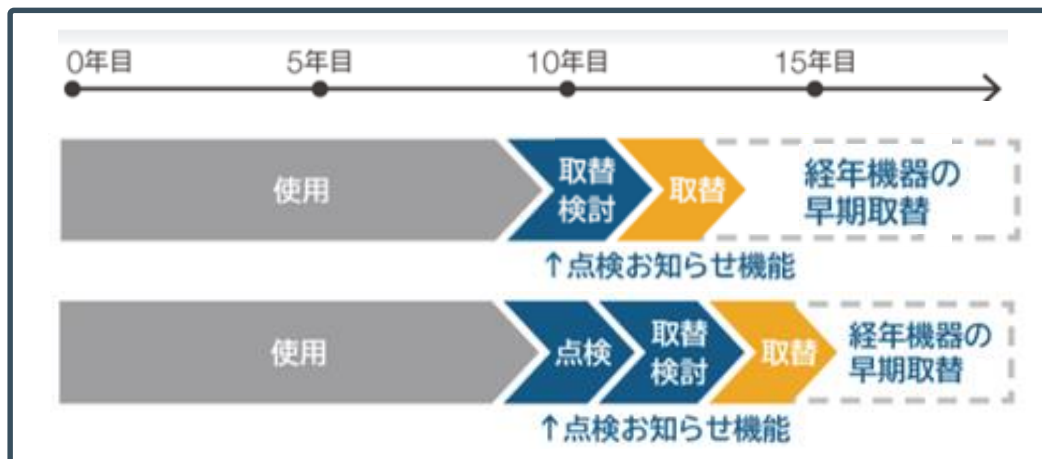 0年目 5年目 10年目 15年目
使用
取替
検討
取替
経年機器の
早期取替
↑点検お知らせ機能
使用
点検
取替
検討
取替
経年機器の
早期取替
↑点検お知らせ機能